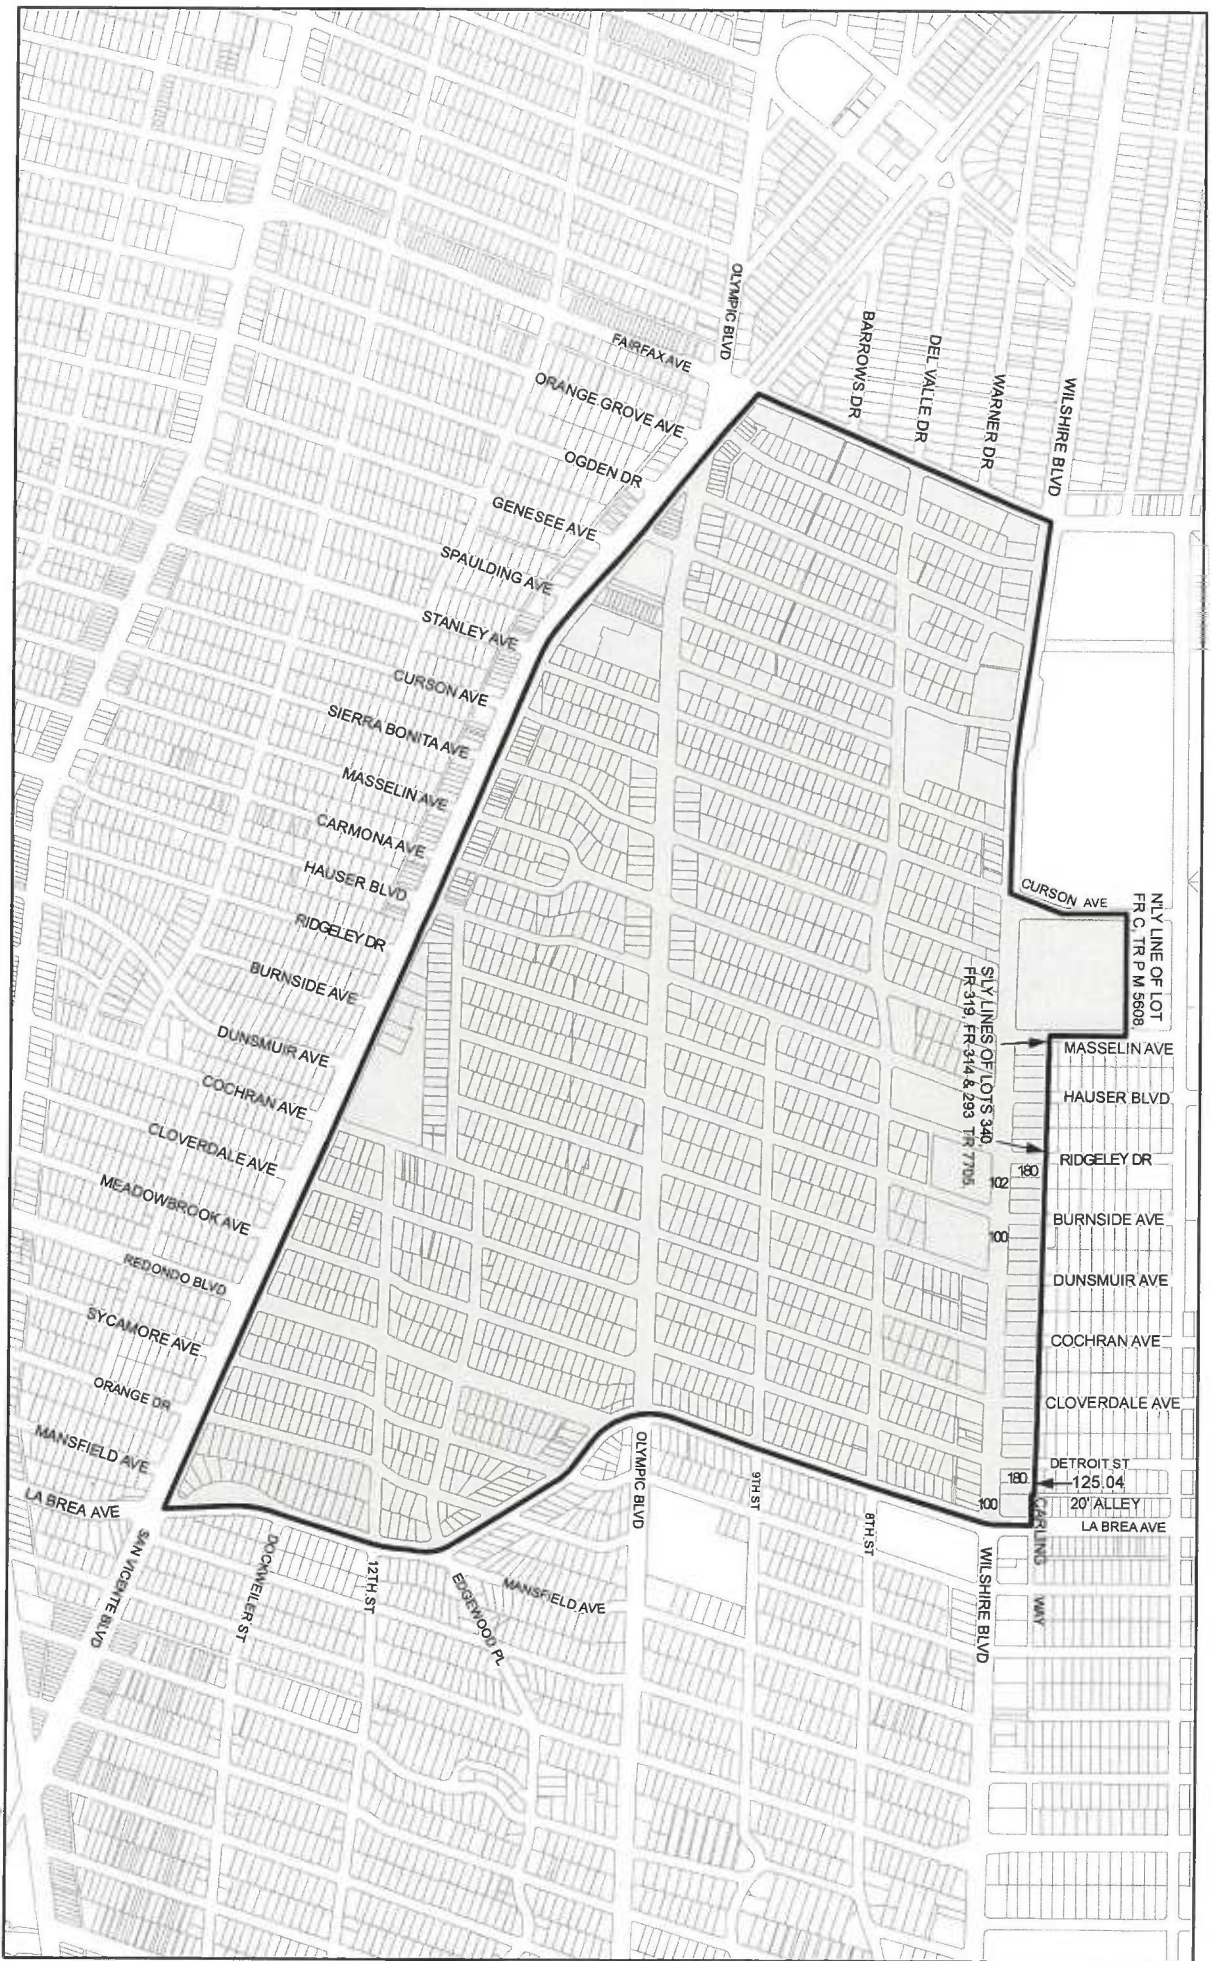 OLYMPIC BLVD
BARROWS DR
DEL VALLE DR
WARNER DR
WILSHIRE BLVD
FAIRFAX AVE
ORANGE GROVE AVE
OGDEN DR
GENESEE AVE
SPAULDING AVE
STANLEY AVE
CURSON AVE
SIERRA BONITA AVE
MASSELIN AVE
CARMONA AVE
HAUSER BLVD
RIDGELEY DR
BURNSIDE AVE
DUNSMUIR AVE
COCHRAN AVE
CLOVERDALE AVE
MEADOWBROOK AVE
REDONDO BLVD
SYCAMORE AVE
ORANGE DR
MANSFIELD AVE
LA BREA AVE
CURSON AVE
N'LY LINE OF LOT
FR C, TR P M 5608
S'LY LINES OF LOTS 340
FR 319, FR 314 & 293 TR 7705
MASSELIN AVE
HAUSER BLVD
RIDGELEY DR
180
102
BURNSIDE AVE
100
DUNSMUIR AVE
COCHRAN AVE
CLOVERDALE AVE
DETROIT ST
180
125.04
100
20' ALLEY
LA BREA AVE
CARLING WAY
OLYMPIC BLVD
9TH ST
8TH ST
WILSHIRE BLVD
SAN VICENTE BLVD
DOCKWEILER ST
12TH ST
EDGEWOOD PL
MANSFIELD AVE